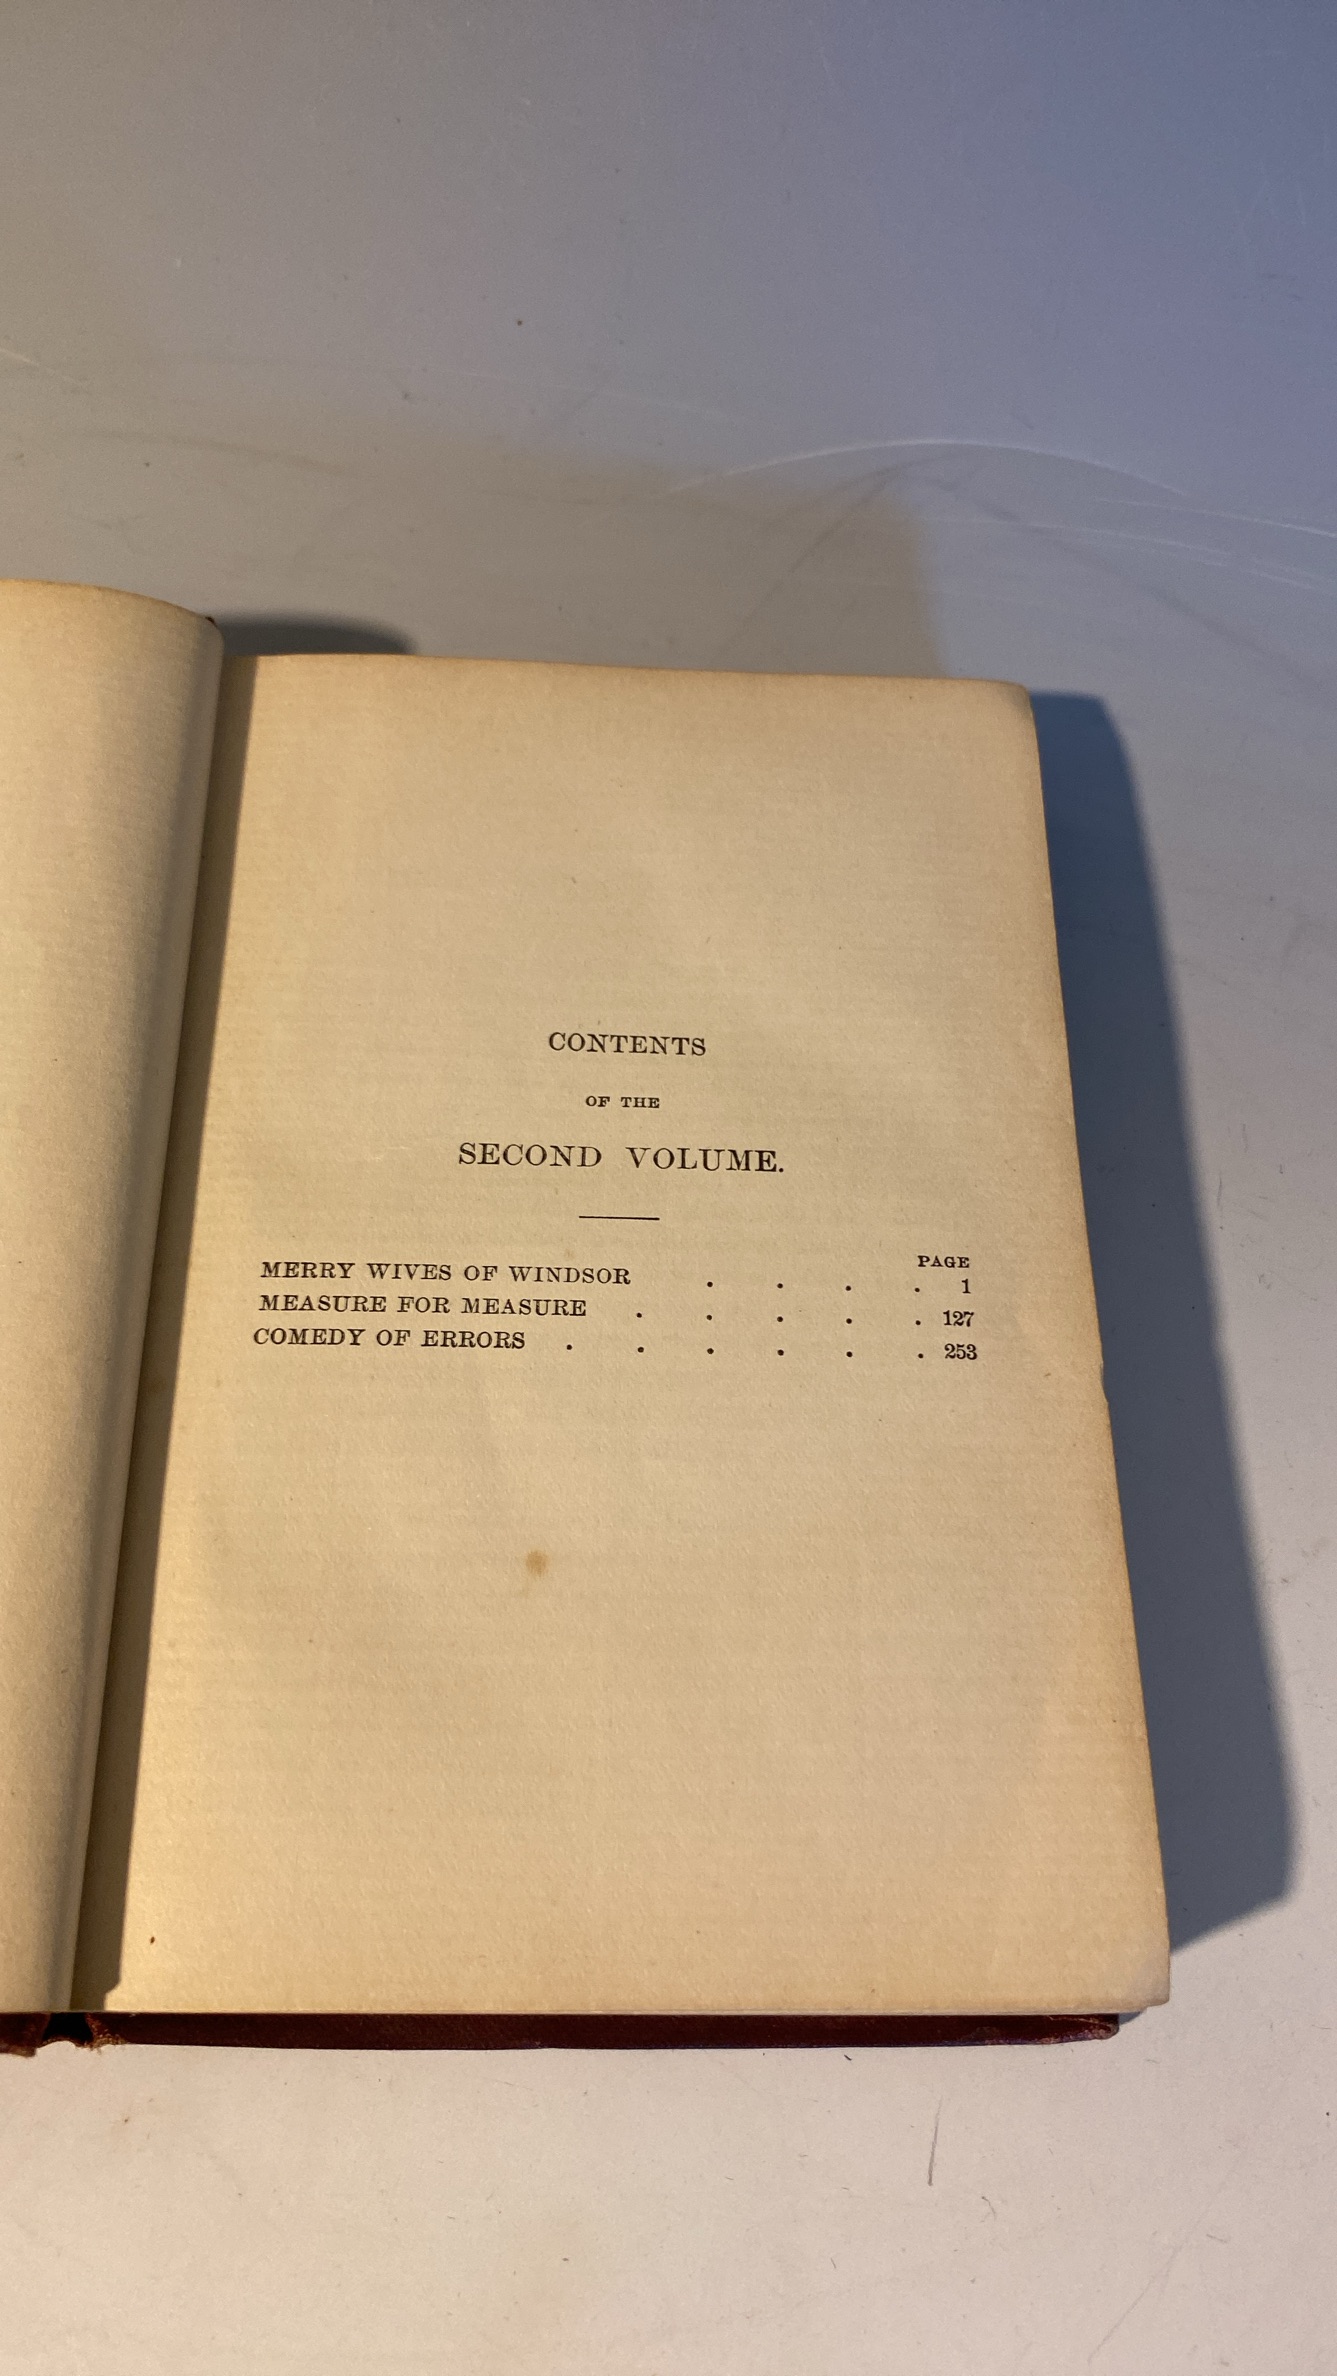 CONTENTS
OF THE
SECOND VOLUME.
PAGE
MERRY WIVES OF WINDSOR . . . . 1
MEASURE FOR MEASURE . . . . . 127
COMEDY OF ERRORS . . . . . . 253